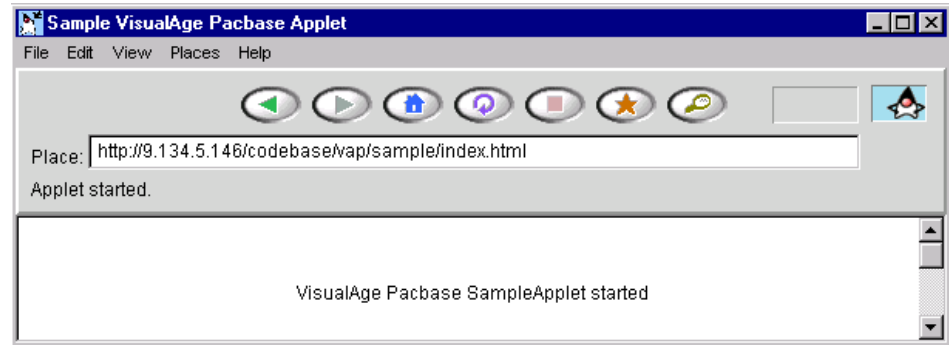 Sample VisualAge Pacbase Applet
File Edit View Places Help
Place: http://9.134.5.146/codebase/vap/sample/index.html
Applet started.
VisualAge Pacbase SampleApplet started